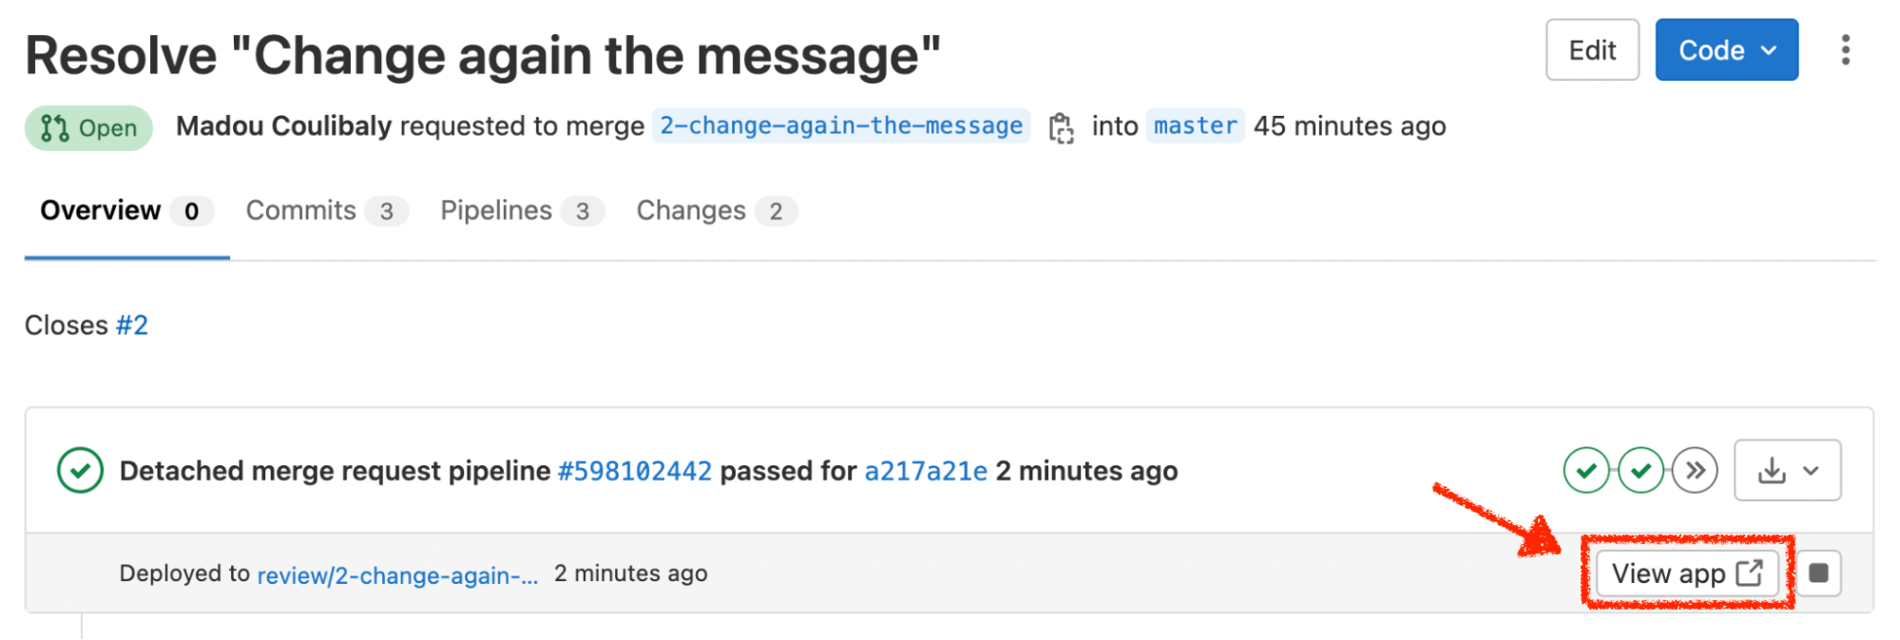 Resolve "Change again the message"
Edit
Code
Open
Madou Coulibaly requested to merge 2-change-again-the-message into master 45 minutes ago
Overview 0
Commits 3
Pipelines 3
Changes 2
Closes #2
Detached merge request pipeline #598102442 passed for a217a21e 2 minutes ago
Deployed to review/2-change-again-... 2 minutes ago
View app